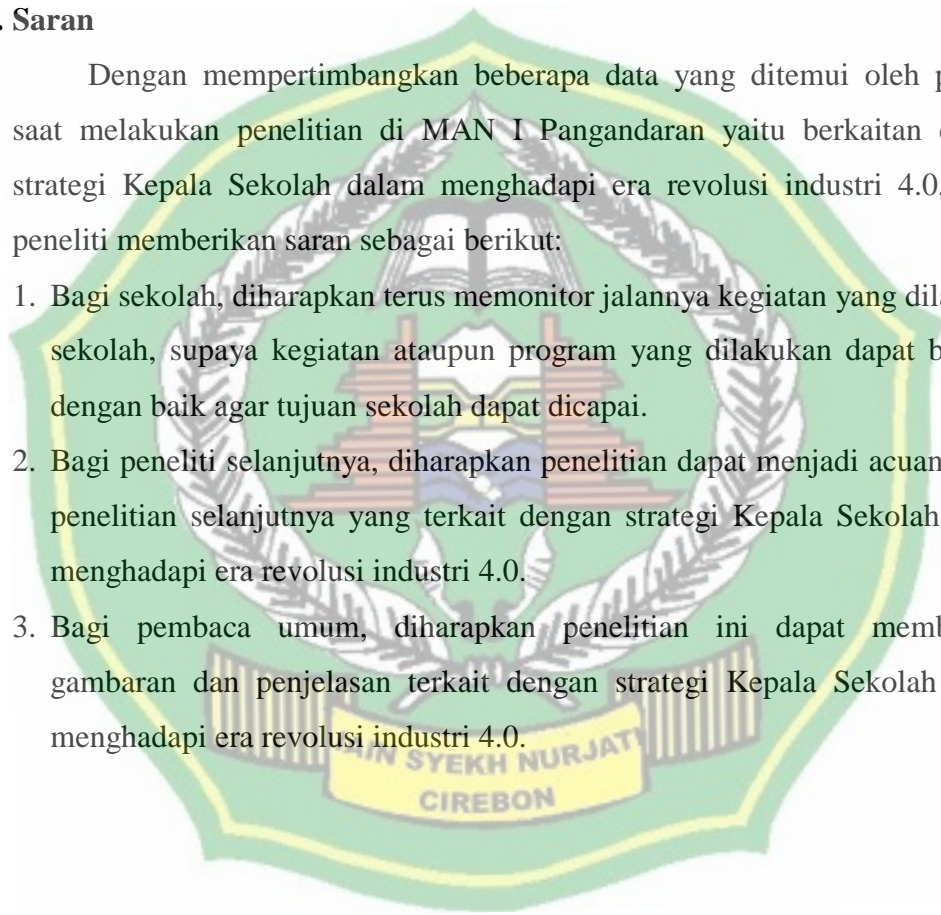 . Saran
Dengan mempertimbangkan beberapa data yang ditemui oleh p
saat melakukan penelitian di MAN I Pangandaran yaitu berkaitan
strategi Kepala Sekolah dalam menghadapi era revolusi industri 4.0,
peneliti memberikan saran sebagai berikut:
1. Bagi sekolah, diharapkan terus memonitor jalannya kegiatan yang dila
sekolah, supaya kegiatan ataupun program yang dilakukan dapat b
dengan baik agar tujuan sekolah dapat dicapai.
2. Bagi peneliti selanjutnya, diharapkan penelitian dapat menjadi acuan
penelitian selanjutnya yang terkait dengan strategi Kepala Sekolah
menghadapi era revolusi industri 4.0.
3. Bagi pembaca umum, diharapkan penelitian ini dapat memb
gambaran dan penjelasan terkait dengan strategi Kepala Sekolah
menghadapi era revolusi industri 4.0.
IAIN SYEKH NURJATI
CIREBON